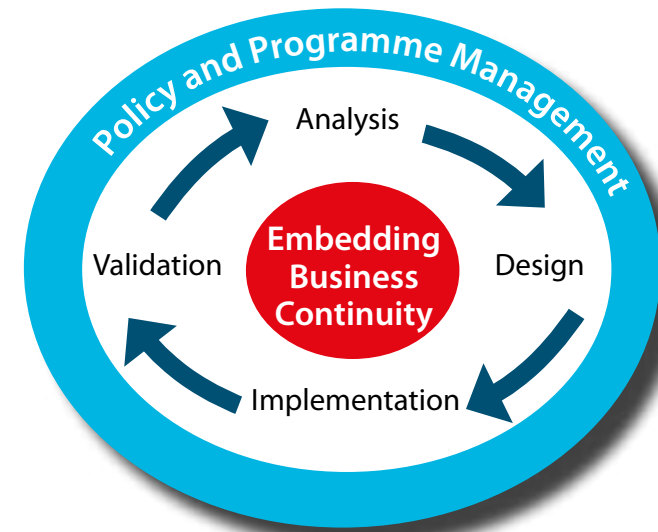 Policy and Programme Management
Analysis
Embedding
Business
Continuity
Validation
Design
Implementation